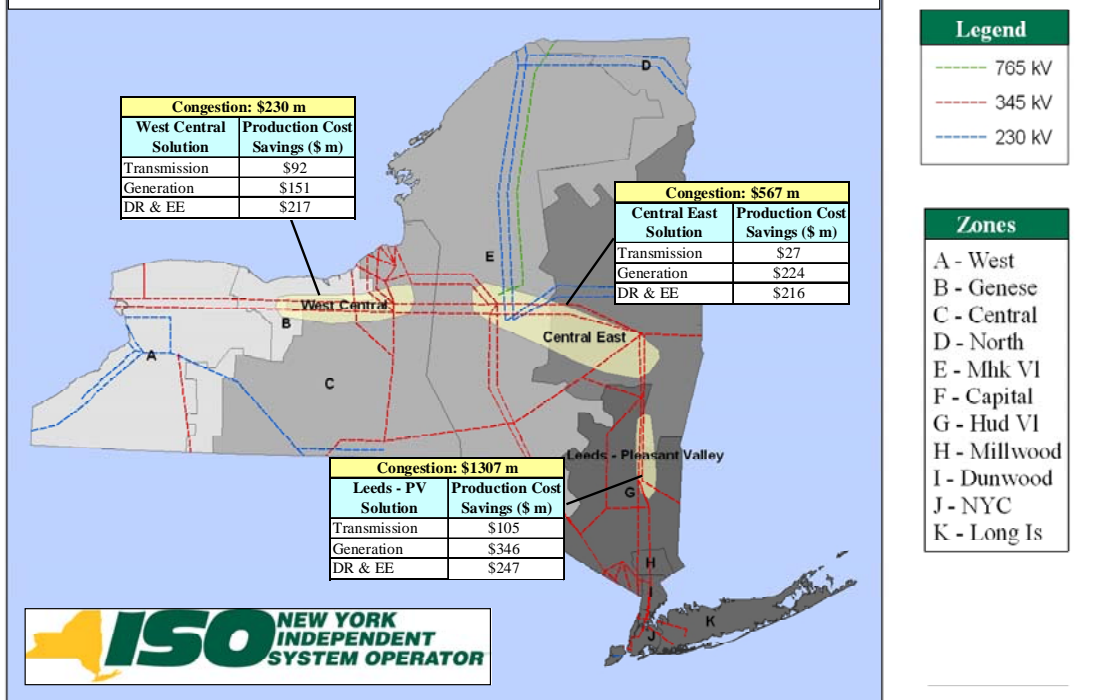 Congestion: $230 m
West Central Production Cost
Solution Savings ($ m)
Transmission $92
Generation $151
DR & EE $217
Congestion: $567 m
Central East Production Cost
Solution Savings ($ m)
Transmission $27
Generation $224
DR & EE $216
Congestion: $1307 m
Leeds - PV Production Cost
Solution Savings ($ m)
Transmission $105
Generation $346
DR & EE $247
D
E
West Central
B
Central East
A
C
Leeds - Pleasant Valley
G
H
I
K
J
ISO NEW YORK
INDEPENDENT
SYSTEM OPERATOR
Legend
765 kV
345 kV
230 kV
Zones
A - West
B - Genese
C - Central
D - North
E - Mhk Vl
F - Capital
G - Hud Vl
H - Millwood
I - Dunwood
J - NYC
K - Long Is